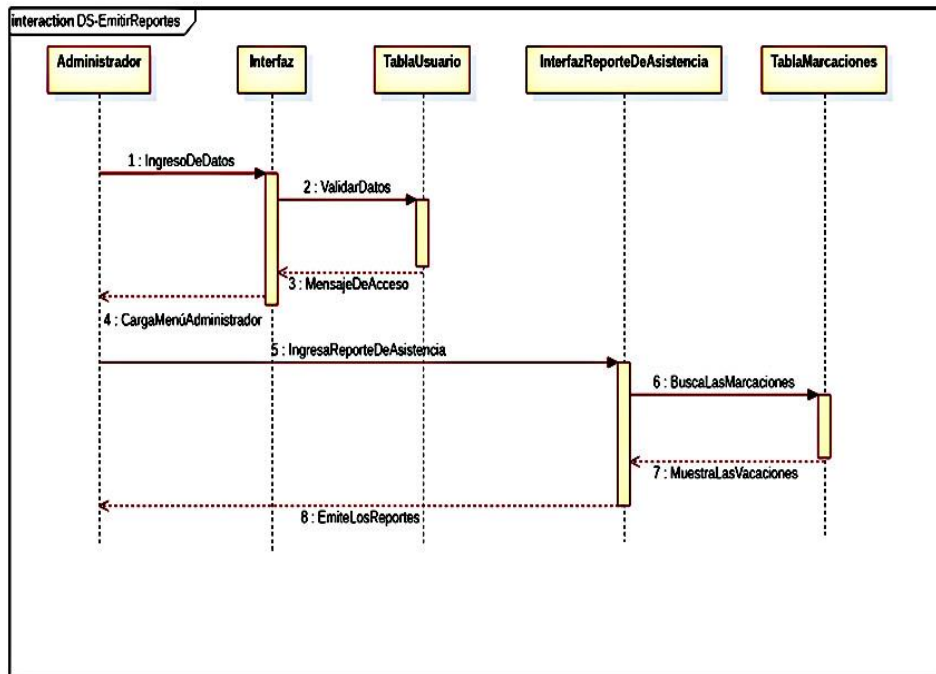 interaction DS-EmitirReportes
Administrador
Interfaz
TablaUsuario
InterfazReporteDeAsistencia
TablaMarcaciones
1 : IngresoDeDatos
2 : ValidarDatos
3 : MensajeDeAcceso
4 : CargaMenúAdministrador
5 : IngresaReporteDeAsistencia
6 : BuscaLasMarcaciones
7 : MuestraLasVacaciones
8 : EmiteLosReportes